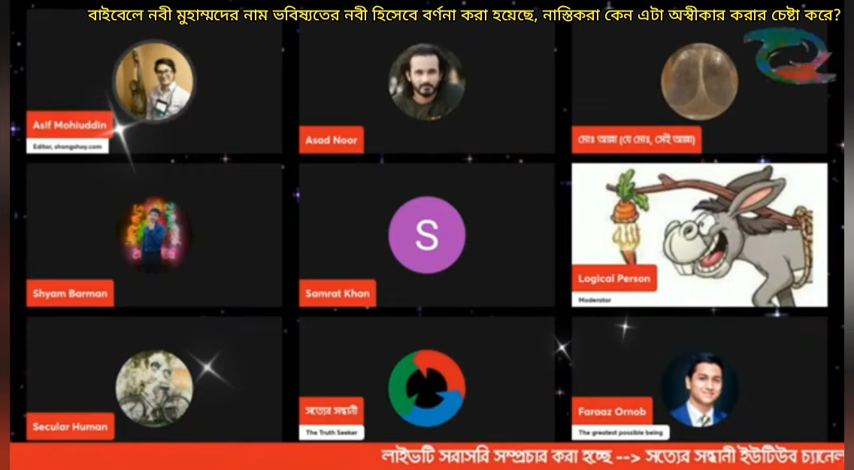 বাইবেলে নবী মুহাম্মদের নাম ভবিষ্যতের নবী হিসেবে বর্ণনা করা হয়েছে, নাস্তিকরা কেন এটা অস্বীকার করার চেষ্টা করে?
Asif Mohiuddin
Editor, shongshoy.com
Asad Noor
মোঃ আল্লা (যে মোঃ, সেই আল্লা)
Shyam Barman
S
Samrat Khan
Logical Person
Moderator
Secular Human
সত্যের সন্ধানী
The Truth Seeker
Faraaz Ornob
The greatest possible being
লাইভটি সরাসরি সম্প্রচার করা হচ্ছে --> সত্যের সন্ধানী ইউটিউব চ্যানেল